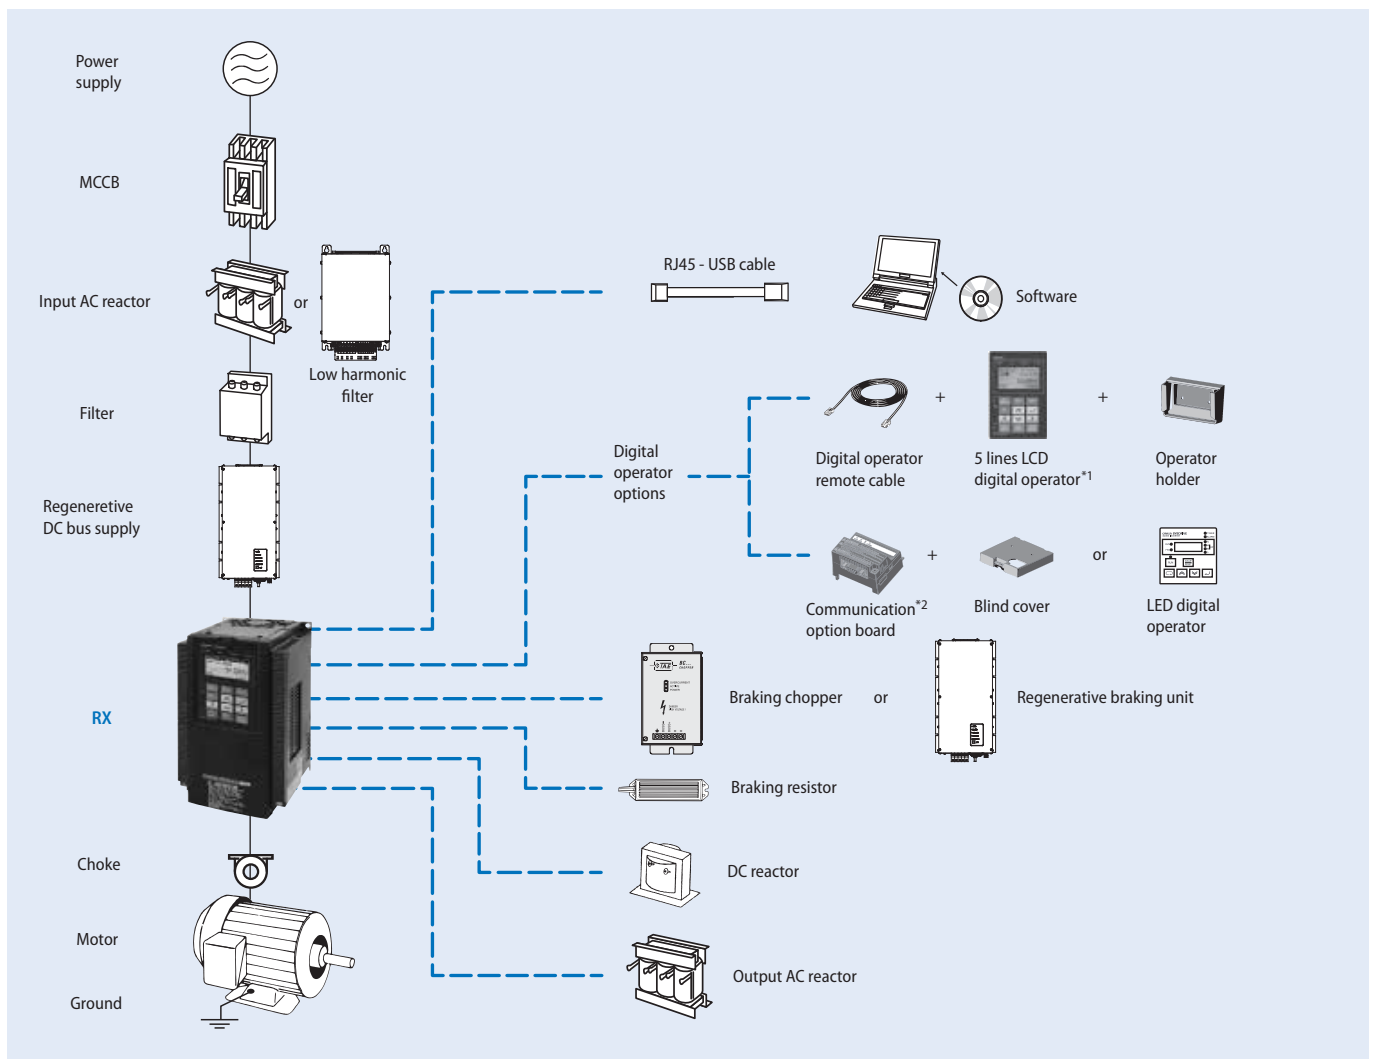 Power
supply
MCCB
Input AC reactor
or
Low harmonic
filter
Filter
Regeneretive
DC bus supply
RX
Choke
Motor
Ground
RJ45 - USB cable
Software
Digital
operator
options
+
+
Digital operator
remote cable
5 lines LCD
digital operator*1
Operator
holder
+
or
Communication*2
option board
Blind cover
LED digital
operator
Braking chopper
or
Regenerative braking unit
Braking resistor
DC reactor
Output AC reactor